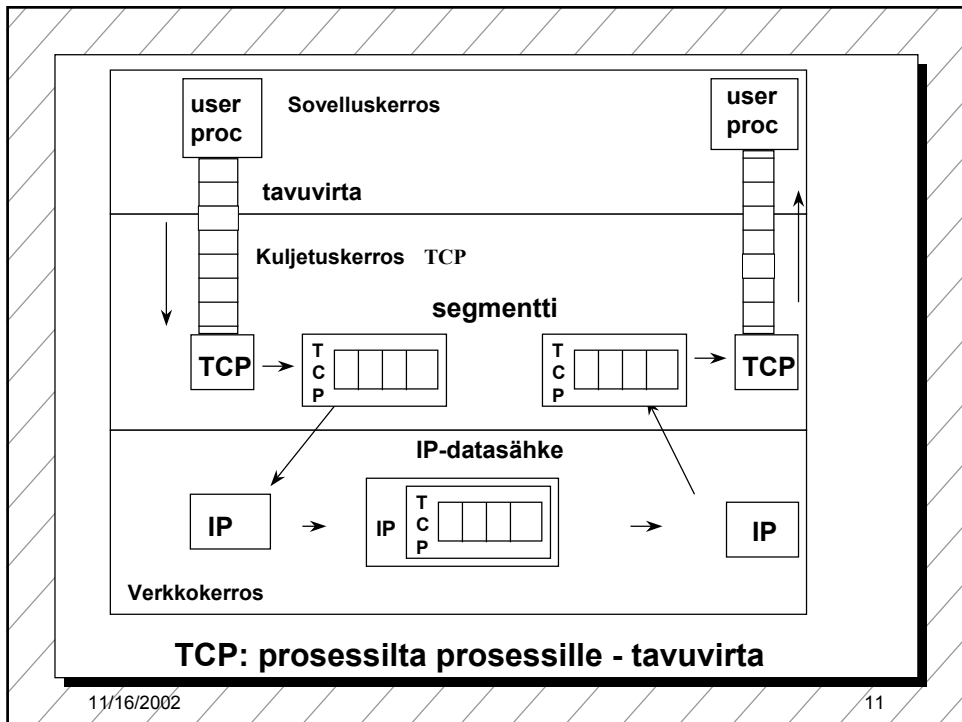 user
proc
Sovelluskerros
user
proc
tavuvirta
Kuljetuskerros TCP
segmentti
TCP
T
C
P
T
C
P
TCP
IP-datasähke
IP
IP
T
C
P
IP
Verkkokerros
TCP: prosessilta prosessille - tavuvirta
11/16/2002
11